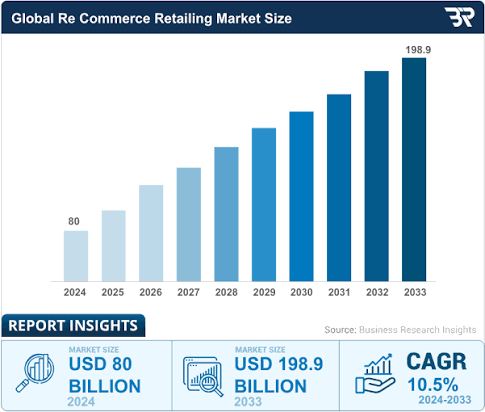 Global Re Commerce Retailing Market Size
BR
198.9
80
2024 2025 2026 2027 2028 2029 2030 2031 2032 2033
REPORT INSIGHTS
Source: Business Research Insights
MARKET SIZE
USD 80
BILLION
2024
MARKET SIZE
USD 198.9
BILLION
2033
CAGR
10.5%
2024-2033